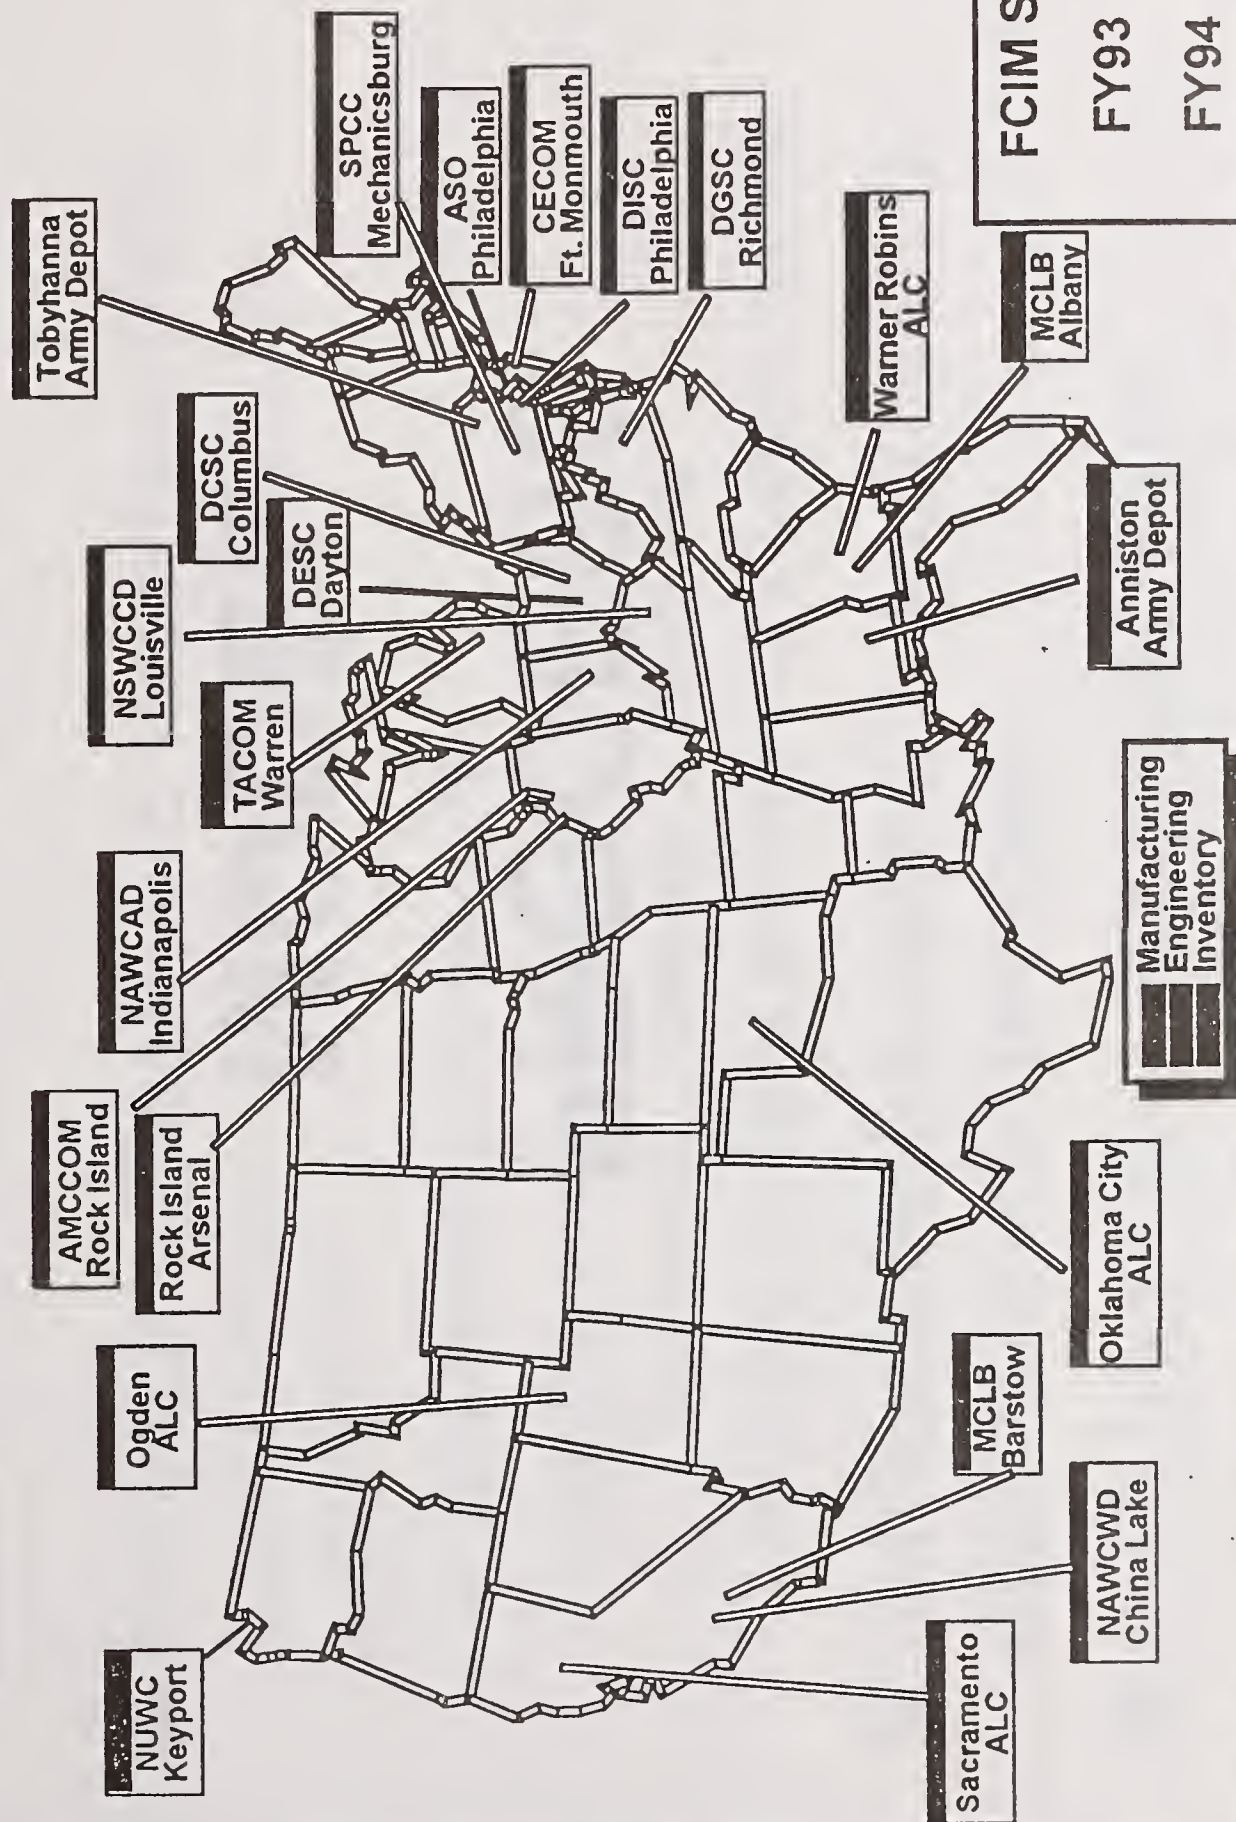 NUWC
Keyport
Ogden
ALC
AMCCOM
Rock Island
Rock Island
Arsenal
NAWCAD
Indianapolis
TACOM
Warren
NSWCCD
Louisville
DESC
Dayton
DCSC
Columbus
Tobyhanna
Army Depot
SPCC
Mechanicsburg
ASO
Philadelphia
CECOM
Ft. Monmouth
DISC
Philadelphia
DGSC
Richmond
Warner Robins
ALC
MCLB
Albany
Anniston
Army Depot
Oklahoma City
ALC
MCLB
Barstow
NAWCWD
China Lake
Sacramento
ALC
Manufacturing
Engineering
Inventory
FCIM S
FY93
FY94